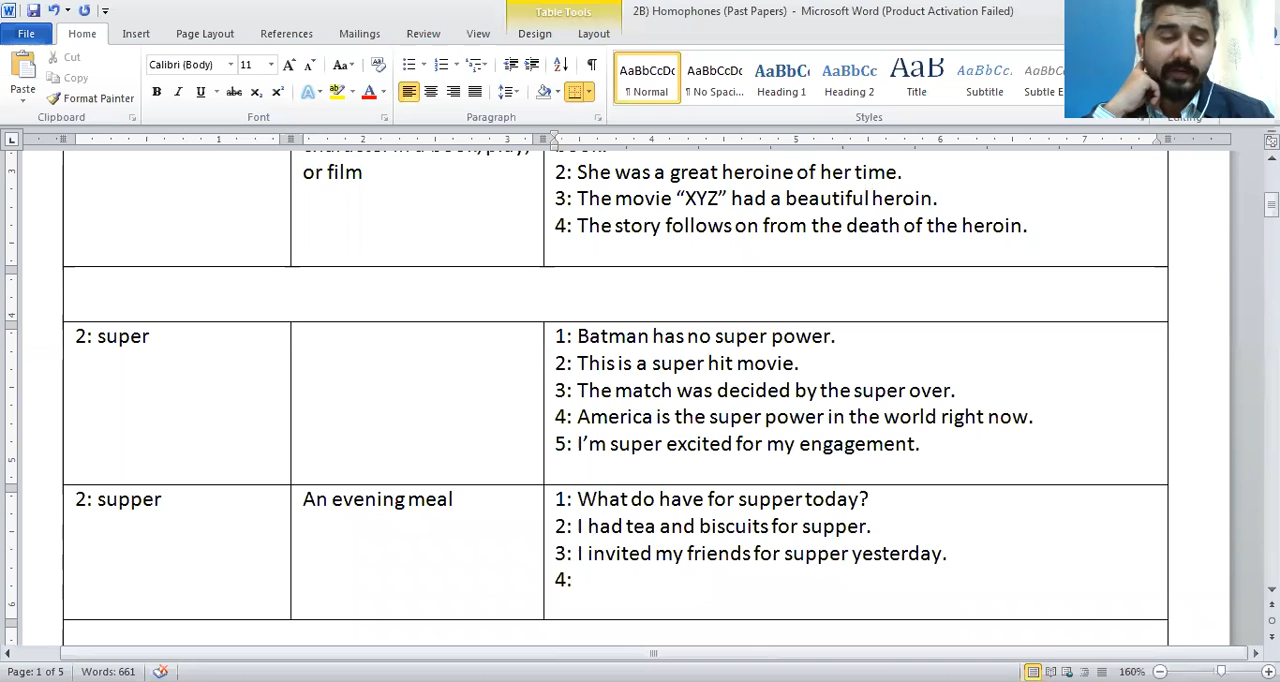 Table Tools
2B) Homophones (Past Papers) - Microsoft Word (Product Activation Failed)
File Home Insert Page Layout References Mailings Review View Design Layout
Cut
Copy
Format Painter
Paste
Calibri (Body) 11
AaBbCcDc AaBbCcDc AaBbCc AaBbCc AaB AaBbCcL AaBbCcDc
¶ Normal ¶ No Spaci... Heading 1 Heading 2 Title Subtitle Subtle E
Clipboard Font Paragraph Styles Editing
or film
2: She was a great heroine of her time.
3: The movie “XYZ” had a beautiful heroin.
4: The story follows on from the death of the heroin.
2: super
1: Batman has no super power.
2: This is a super hit movie.
3: The match was decided by the super over.
4: America is the super power in the world right now.
5: I’m super excited for my engagement.
2: supper
An evening meal
1: What do have for supper today?
2: I had tea and biscuits for supper.
3: I invited my friends for supper yesterday.
4:
Page: 1 of 5 Words: 661 160%